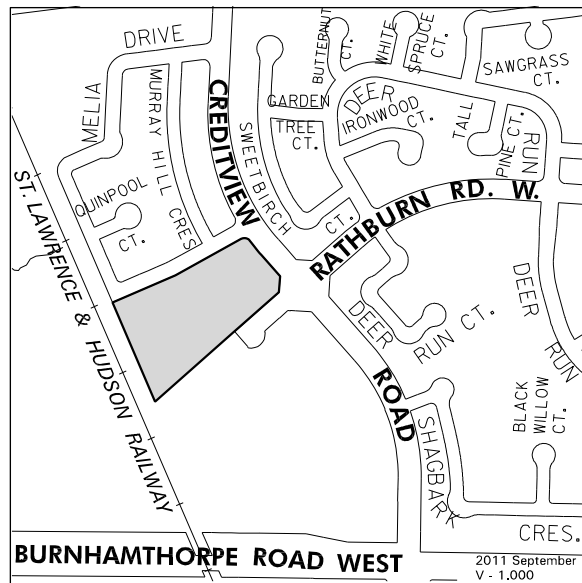 DRIVE
MELIA
MURRAY HILL CRES
QUINPOOL
CT.
CREDITVIEW
ROAD
SWEETBIRCH
CT.
GARDEN
TREE
CT.
BUTTERNUT
CT.
WHITE
SPRUCE
CT.
DEER
RUN
IRONWOOD
CT.
TALL
PINE CT.
SAWGRASS
CT.
RATHBURN RD. W.
DEER
RUN CT.
DEER
RUN
BLACK
WILLOW
CT.
SHAGBARK
CRES.
ST. LAWRENCE & HUDSON RAILWAY
BURNHAMTHORPE ROAD WEST
2011 September
V - 1,000